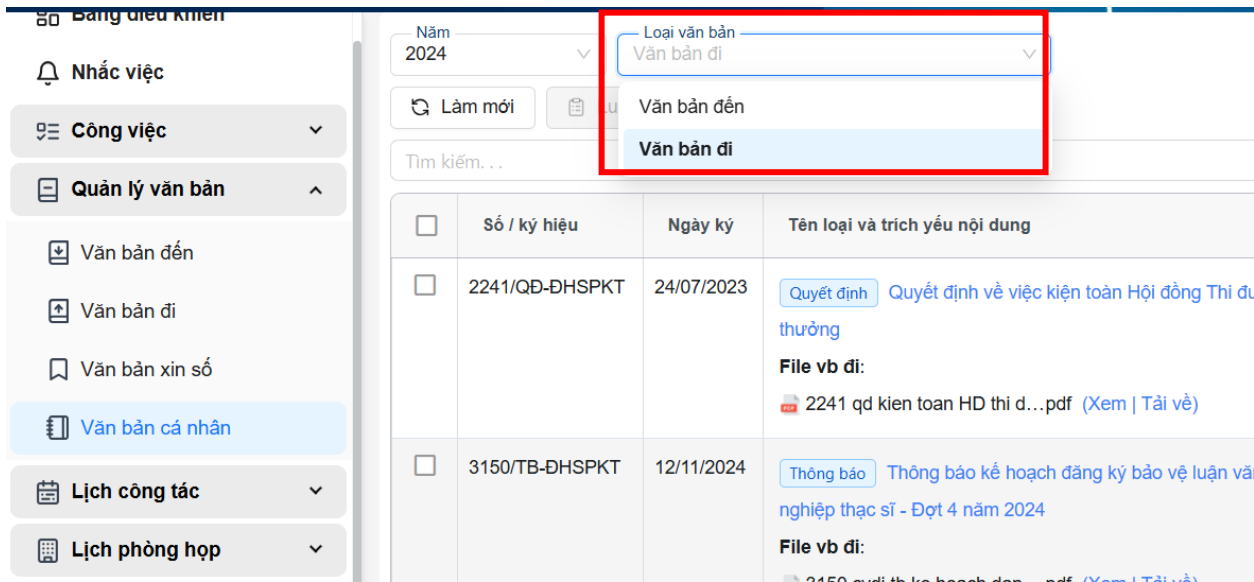 Bảng điều khiển
Nhắc việc
Công việc
Quản lý văn bản
Văn bản đến
Văn bản đi
Văn bản xin số
Văn bản cá nhân
Lịch công tác
Lịch phòng họp
Năm
2024
Loại văn bản
Văn bản đi
Văn bản đến
Văn bản đi
Làm mới
Tìm kiếm. . .
Số / ký hiệu
Ngày ký
Tên loại và trích yếu nội dung
2241/QĐ-ĐHSPKT
24/07/2023
Quyết định Quyết định về việc kiện toàn Hội đồng Thi
thưởng
File vb đi:
PDF 2241 qd kien toan HD thi d...pdf (Xem | Tải về)
3150/TB-ĐHSPKT
12/11/2024
Thông báo Thông báo kế hoạch đăng ký bảo vệ luận
nghiệp thạc sĩ - Đợt 4 năm 2024
File vb đi: